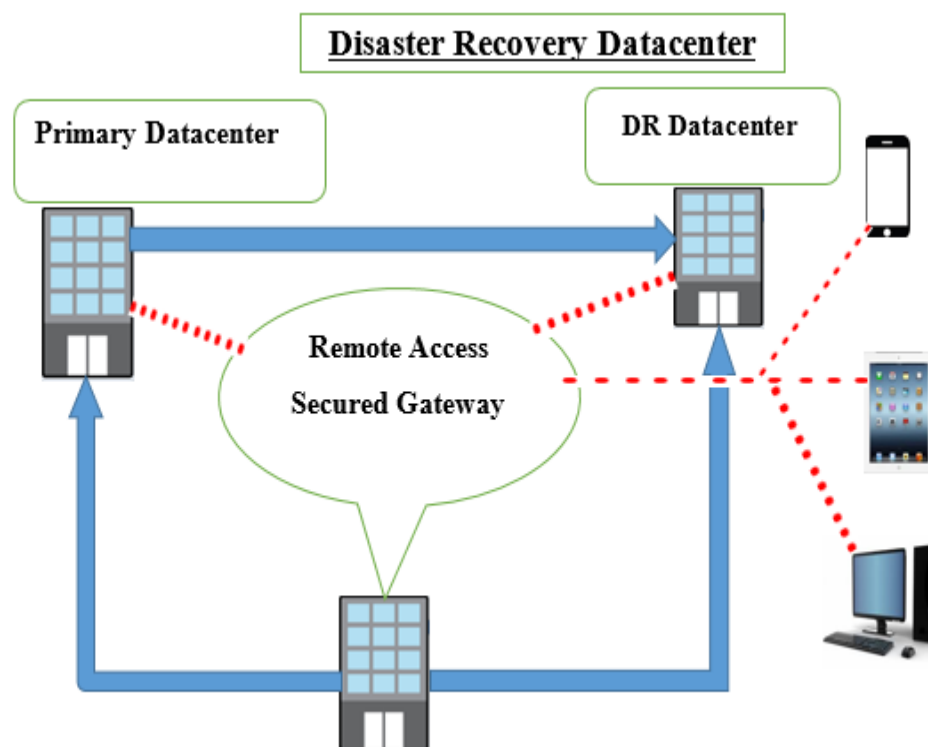 Disaster Recovery Datacenter
Primary Datacenter
DR Datacenter
Remote Access
Secured Gateway